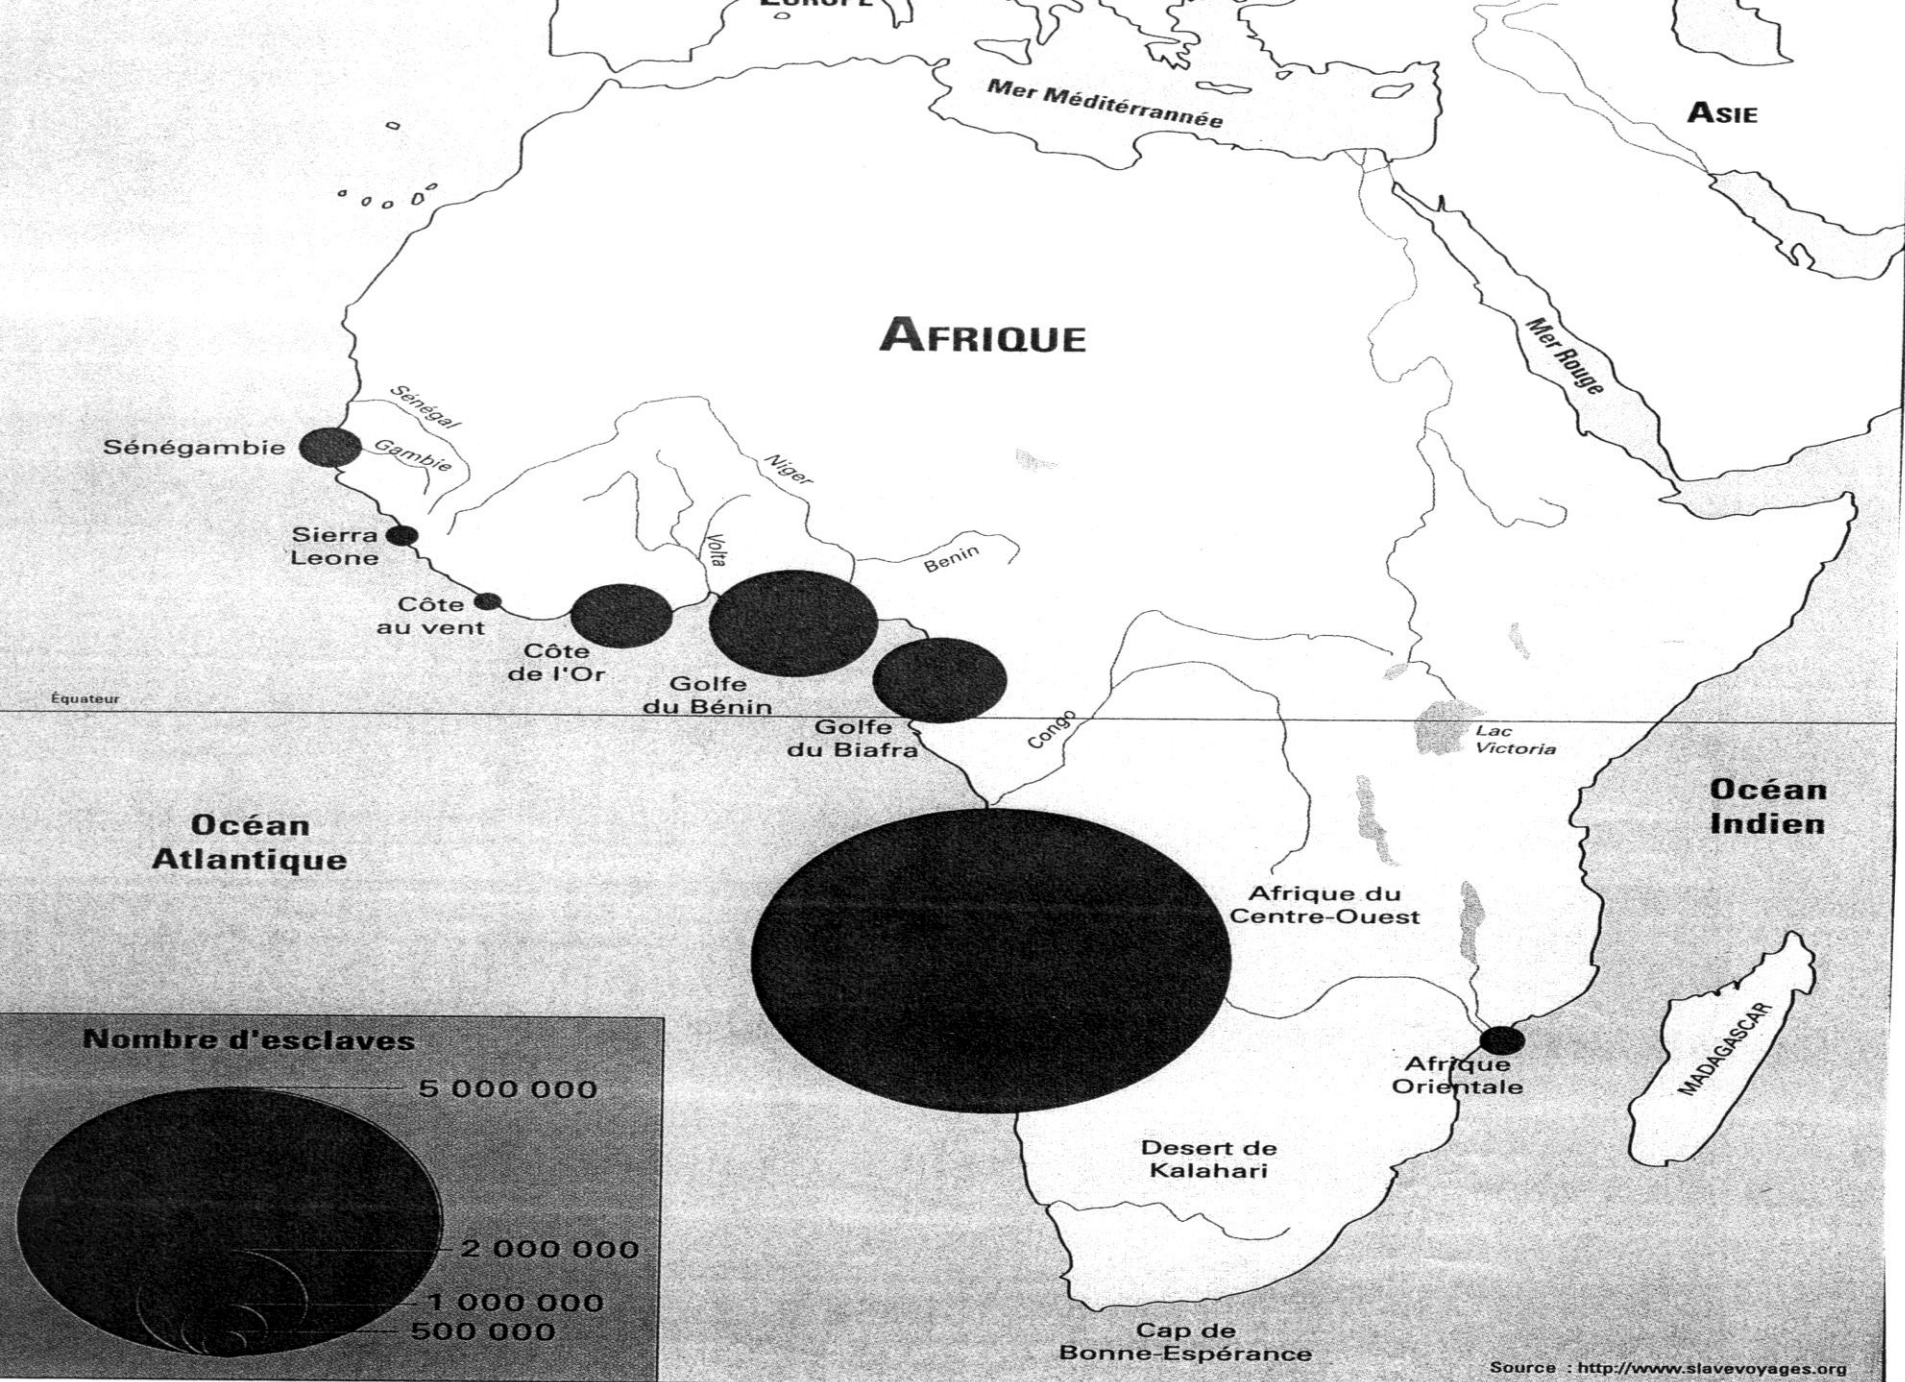 EUROPE
Mer Méditérrannée
ASIE
AFRIQUE
Mer Rouge
Sénégal
Gambie
Sénégambie
Niger
Sierra
Leone
Volta
Benin
Côte
au vent
Côte
de l'Or
Golfe
du Bénin
Équateur
Golfe
du Biafra
Congo
Lac
Victoria
Océan
Indien
Océan
Atlantique
Afrique du
Centre-Ouest
MADAGASCAR
Afrique
Orientale
Nombre d'esclaves
5 000 000
2 000 000
1 000 000
500 000
Desert de
Kalahari
Cap de
Bonne-Espérance
Source : http://www.slavevoyages.org